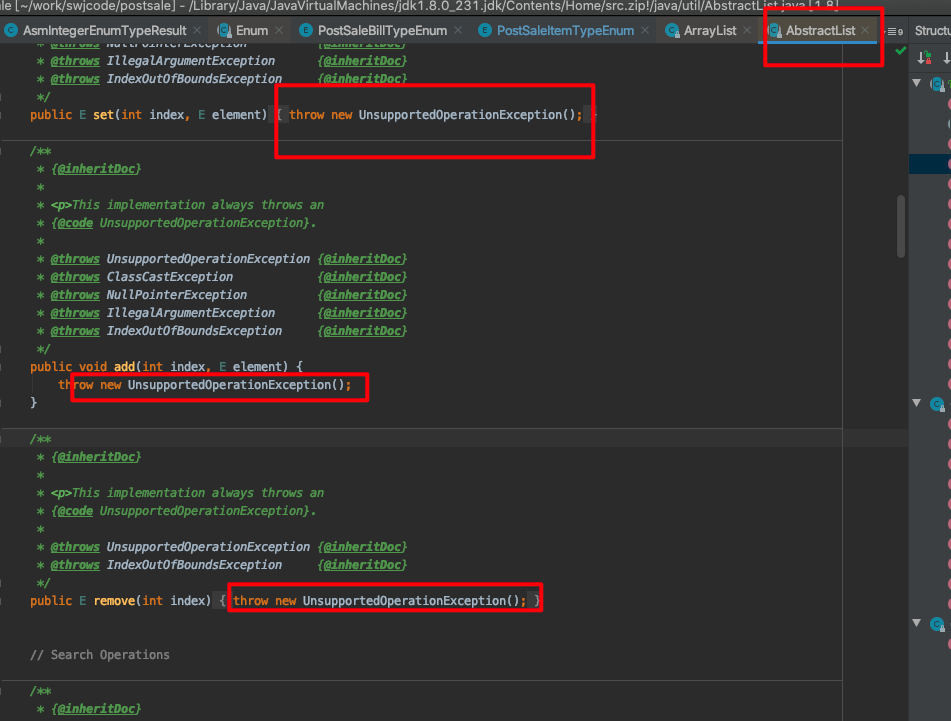 le [~/work/swjcode/postsale] - /Library/Java/JavaVirtualMachines/jdk1.8.0_231.jdk/Contents/Home/src.zip!/java/util/AbstractList.java [1.8]
AsmIntegerEnumTypeResult × Enum × PostSaleBillTypeEnum × PostSaleItemTypeEnum × ArrayList × AbstractList × 9 Structu
* @throws NullPointerException {@inheritDoc}
* @throws IllegalArgumentException {@inheritDoc}
* @throws IndexOutOfBoundsException {@inheritDoc}
*/
public E set(int index, E element) { throw new UnsupportedOperationException(); }
/**
* {@inheritDoc}
*
* <p>This implementation always throws an
* {@code UnsupportedOperationException}.
*
* @throws UnsupportedOperationException {@inheritDoc}
* @throws ClassCastException {@inheritDoc}
* @throws NullPointerException {@inheritDoc}
* @throws IllegalArgumentException {@inheritDoc}
* @throws IndexOutOfBoundsException {@inheritDoc}
*/
public void add(int index, E element) {
throw new UnsupportedOperationException();
}
/**
* {@inheritDoc}
*
* <p>This implementation always throws an
* {@code UnsupportedOperationException}.
*
* @throws UnsupportedOperationException {@inheritDoc}
* @throws IndexOutOfBoundsException {@inheritDoc}
*/
public E remove(int index) { throw new UnsupportedOperationException(); }
// Search Operations
/**
* {@inheritDoc}